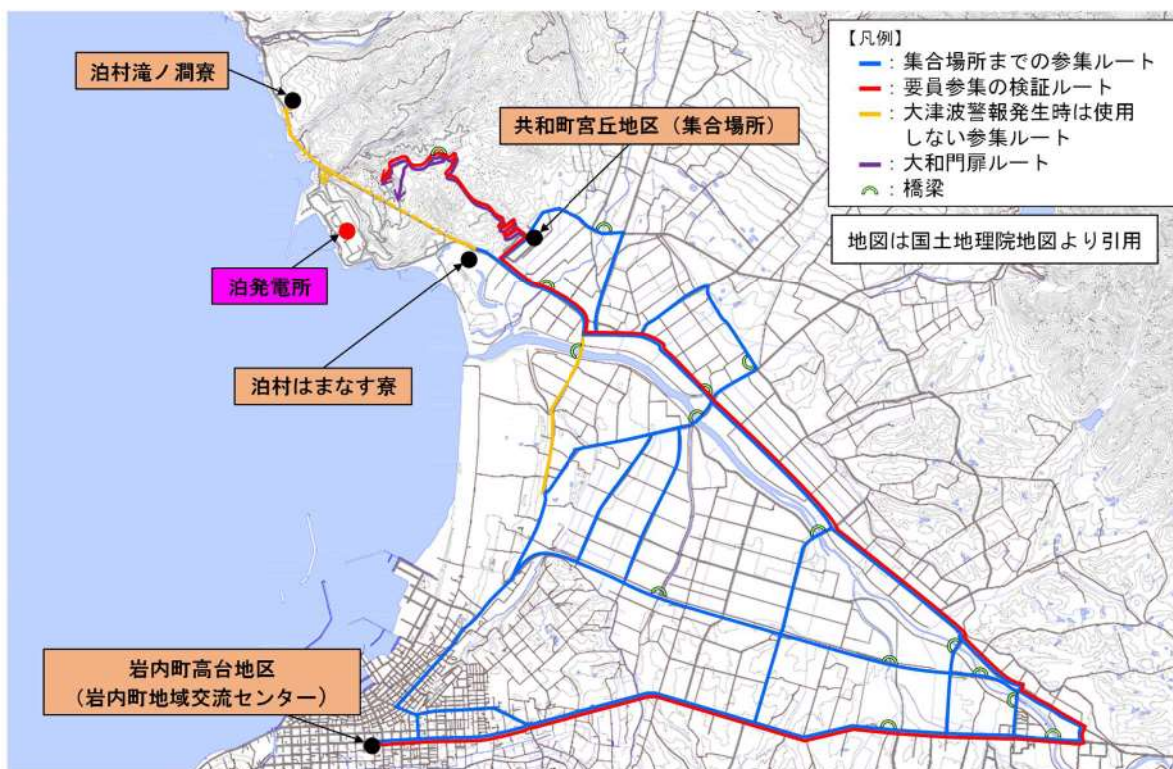 泊村滝ノ澗寮
共和町宮丘地区（集合場所）
【凡例】
：集合場所までの参集ルート
：要員参集の検証ルート
：大津波警報発生時は使用
しない参集ルート
：大和門扉ルート
：橋梁
地図は国土地理院地図より引用
泊発電所
泊村はまなす寮
岩内町高台地区
（岩内町地域交流センター）